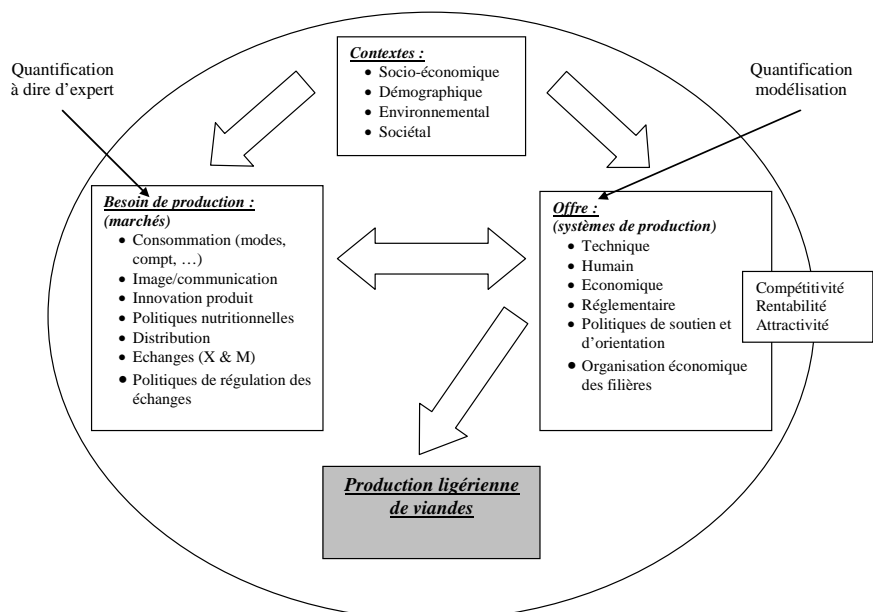 Contextes :
• Socio-économique
• Démographique
• Environnemental
• Sociétal
Quantification
à dire d'expert
Quantification
modélisation
Besoin de production :
(marchés)
• Consommation (modes,
compt, …)
• Image/communication
• Innovation produit
• Politiques nutritionnelles
• Distribution
• Echanges (X & M)
• Politiques de régulation des
échanges
Offre :
(systèmes de production)
• Technique
• Humain
• Economique
• Réglementaire
• Politiques de soutien et
d'orientation
• Organisation économique
des filières
Compétitivité
Rentabilité
Attractivité
Production ligérienne
de viandes